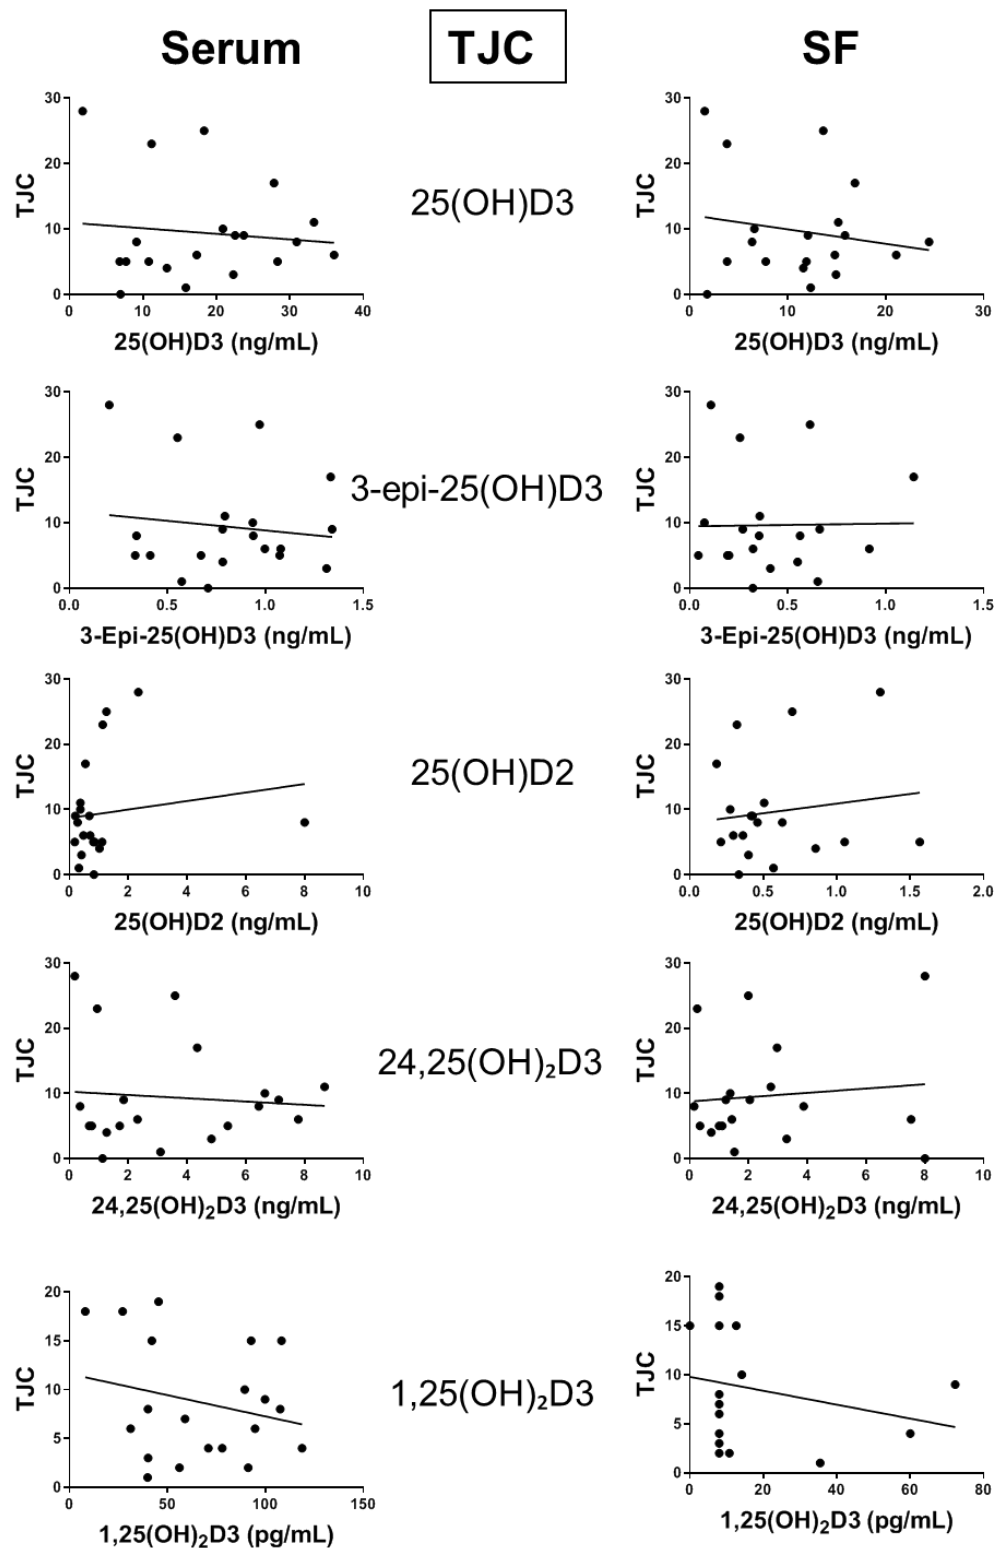 Serum TJC SF
30 30
20 20
TJC 25(OH)D3 TJC
10 10
0 0
0 10 20 30 40 0 10 20 30
25(OH)D3 (ng/mL) 25(OH)D3 (ng/mL)
30 30
20 20
TJC 3-epi-25(OH)D3 TJC
10 10
0 0
0.0 0.5 1.0 1.5 0.0 0.5 1.0 1.5
3-Epi-25(OH)D3 (ng/mL) 3-Epi-25(OH)D3 (ng/mL)
30 30
20 20
TJC 25(OH)D2 TJC
10 10
0 0
0 2 4 6 8 10 0.0 0.5 1.0 1.5 2.0
25(OH)D2 (ng/mL) 25(OH)D2 (ng/mL)
30 30
20 20
TJC 24,25(OH)₂D3 TJC
10 10
0 0
0 2 4 6 8 10 0 2 4 6 8 10
24,25(OH)₂D3 (ng/mL) 24,25(OH)₂D3 (ng/mL)
20 20
15 15
TJC 1,25(OH)₂D3 TJC
10 10
5 5
0 0
0 50 100 150 0 20 40 60 80
1,25(OH)₂D3 (pg/mL) 1,25(OH)₂D3 (pg/mL)